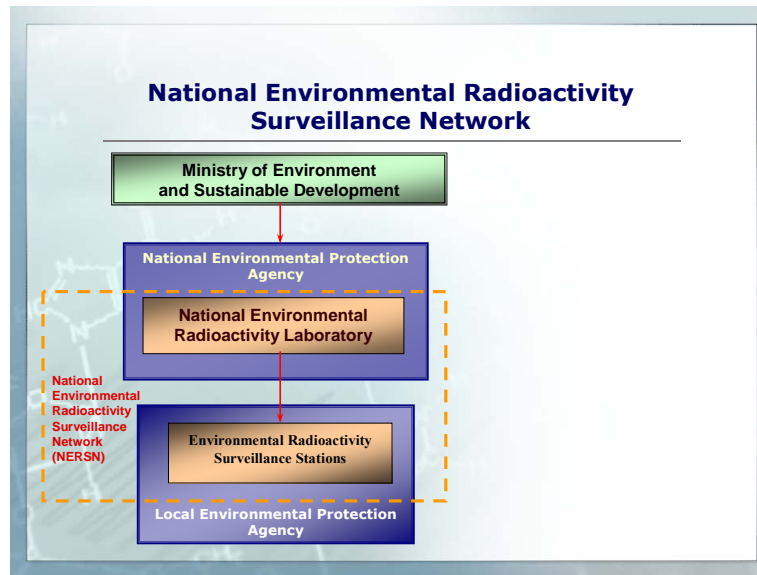 National Environmental Radioactivity
Surveillance Network
Ministry of Environment
and Sustainable Development
National Environmental Protection
Agency
National Environmental
Radioactivity Laboratory
National
Environmental
Radioactivity
Surveillance
Network
(NERSN)
Environmental Radioactivity
Surveillance Stations
Local Environmental Protection
Agency